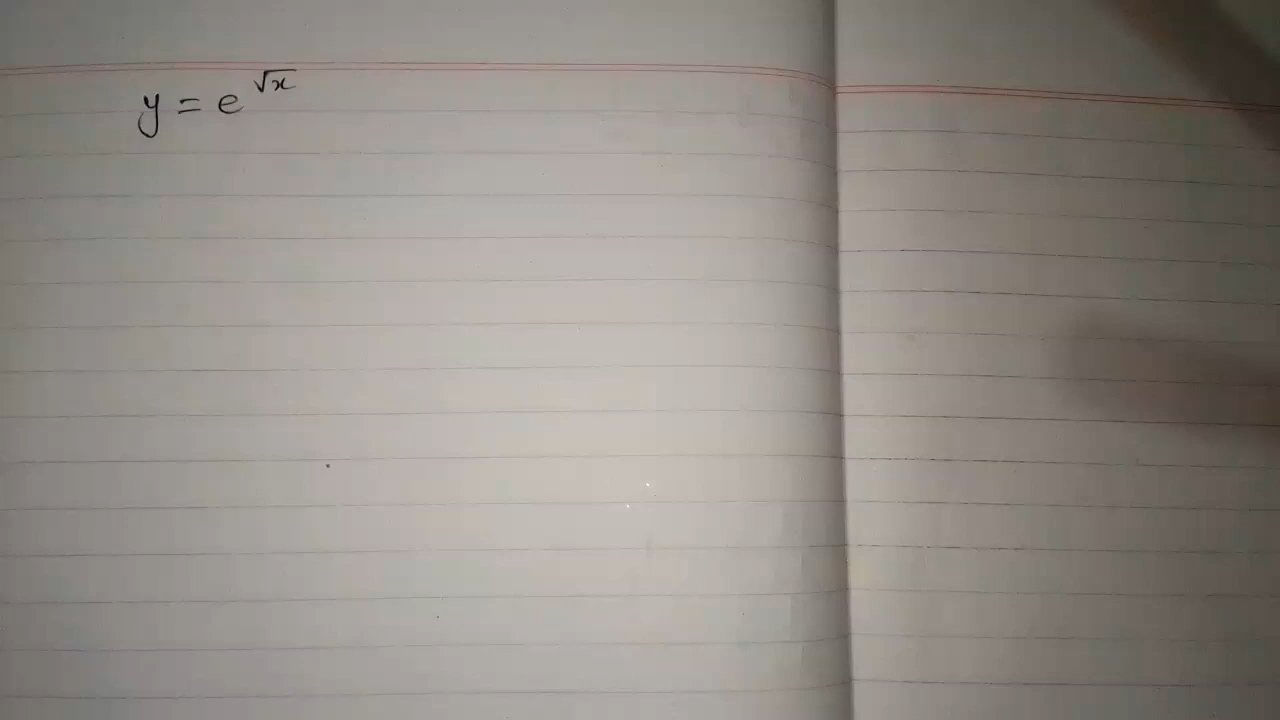 y = e^√x